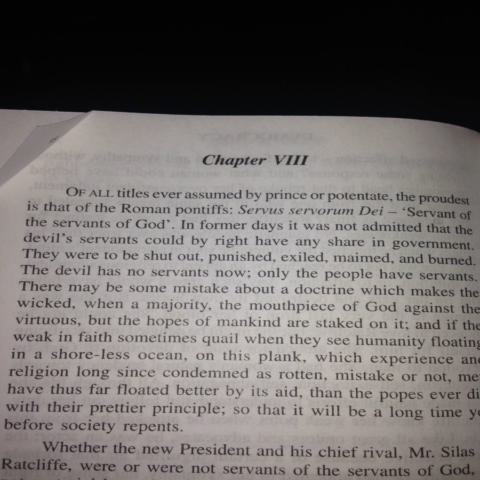 Chapter VIII
OF ALL titles ever assumed by prince or potentate, the proudest
is that of the Roman pontiffs: Servus servorum Dei – ‘Servant of
the servants of God’. In former days it was not admitted that the
devil’s servants could by right have any share in government.
They were to be shut out, punished, exiled, maimed, and burned.
The devil has no servants now; only the people have servants.
There may be some mistake about a doctrine which makes the
wicked, when a majority, the mouthpiece of God against the
virtuous, but the hopes of mankind are staked on it; and if the
weak in faith sometimes quail when they see humanity floating
in a shore-less ocean, on this plank, which experience and
religion long since condemned as rotten, mistake or not, me
have thus far floated better by its aid, than the popes ever di
with their prettier principle; so that it will be a long time y
before society repents.
Whether the new President and his chief rival, Mr. Silas
Ratcliffe, were or were not servants of the servants of God,